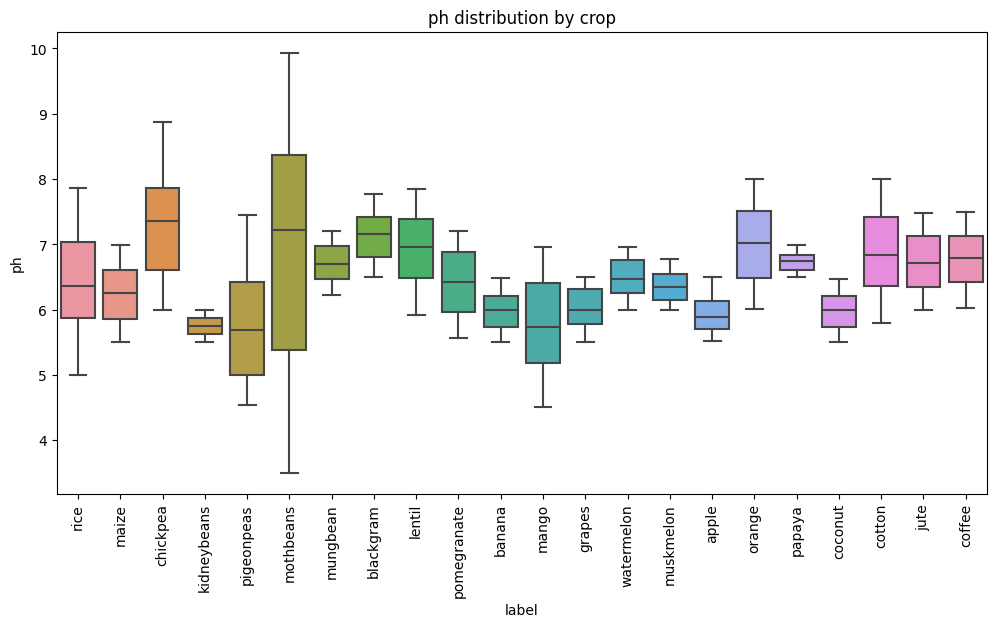 ph distribution by crop
ph
10
9
8
7
6
5
4
rice
maize
chickpea
kidneybeans
pigeonpeas
mothbeans
mungbean
blackgram
lentil
pomegranate
banana
mango
grapes
watermelon
muskmelon
apple
orange
papaya
coconut
cotton
jute
coffee
label